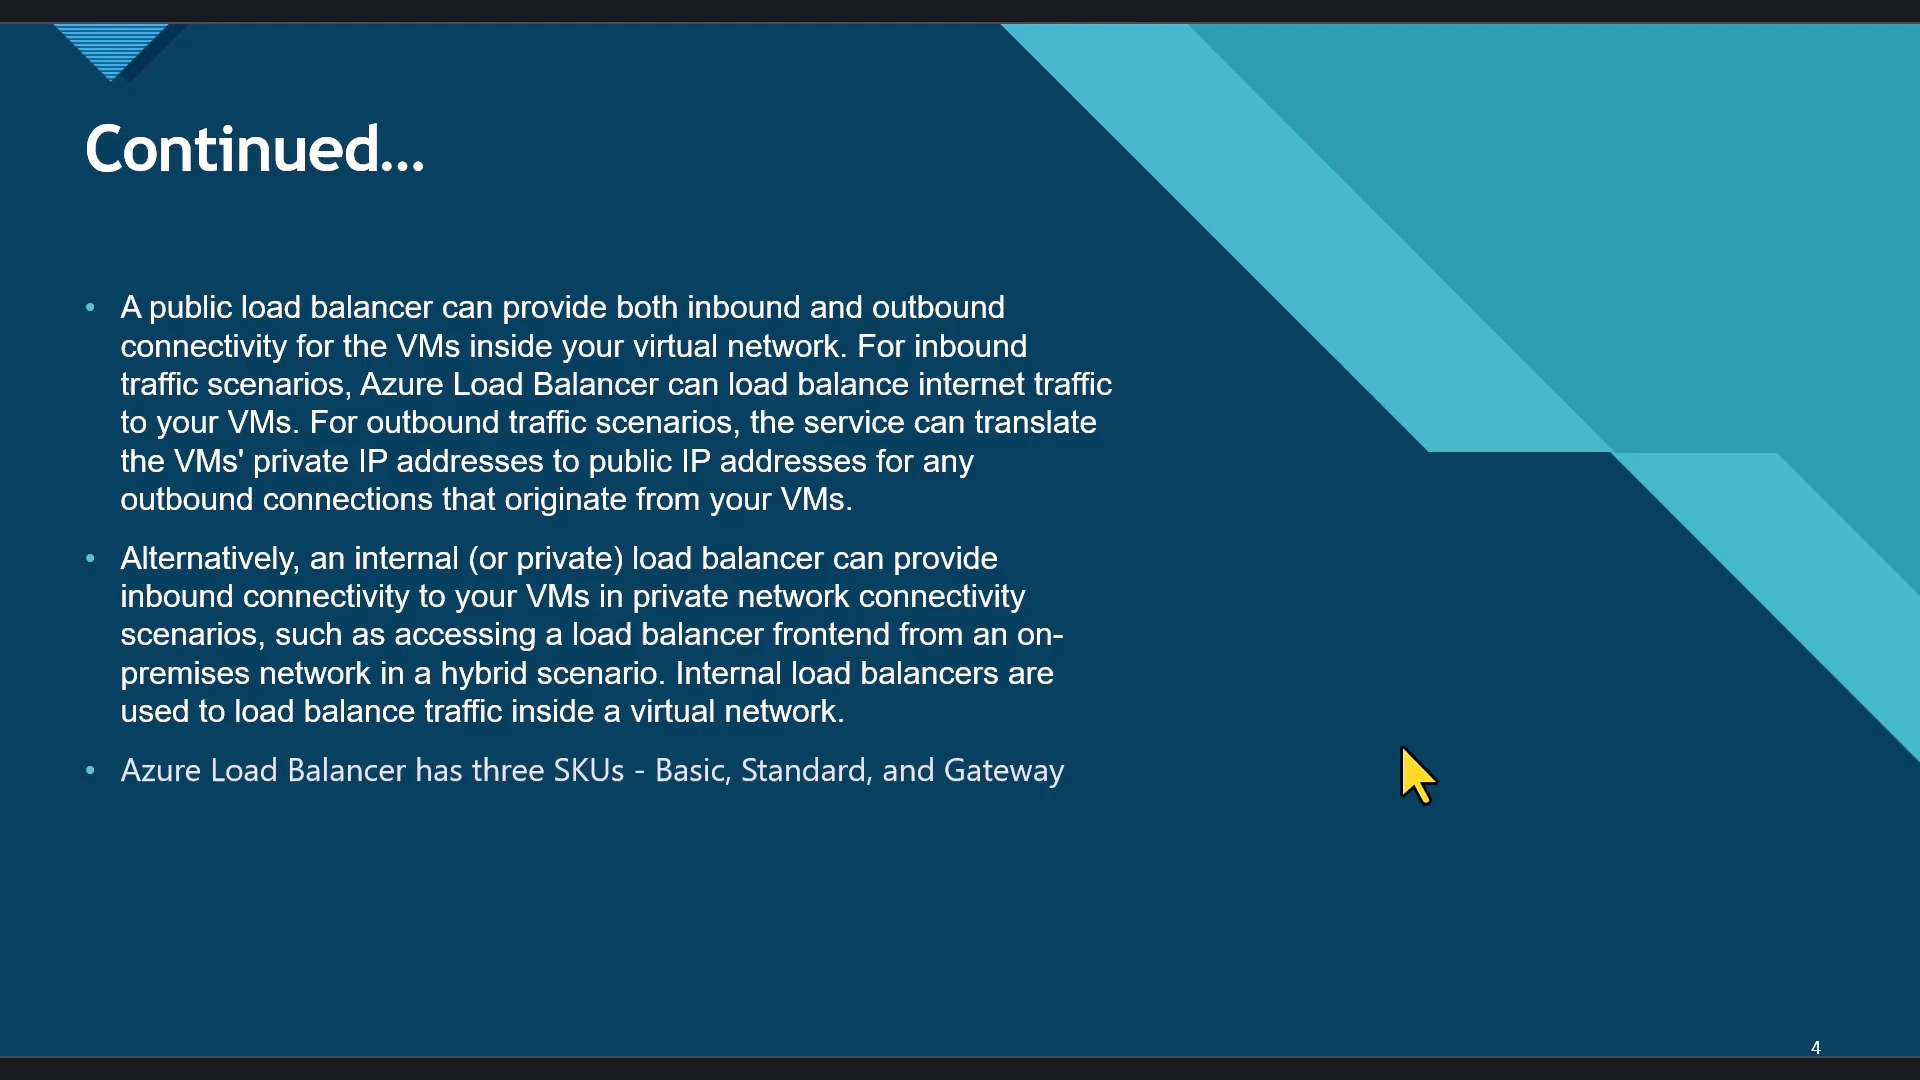 Continued...
• A public load balancer can provide both inbound and outbound
connectivity for the VMs inside your virtual network. For inbound
traffic scenarios, Azure Load Balancer can load balance internet traffic
to your VMs. For outbound traffic scenarios, the service can translate
the VMs' private IP addresses to public IP addresses for any
outbound connections that originate from your VMs.
• Alternatively, an internal (or private) load balancer can provide
inbound connectivity to your VMs in private network connectivity
scenarios, such as accessing a load balancer frontend from an on-
premises network in a hybrid scenario. Internal load balancers are
used to load balance traffic inside a virtual network.
• Azure Load Balancer has three SKUs - Basic, Standard, and Gateway
4